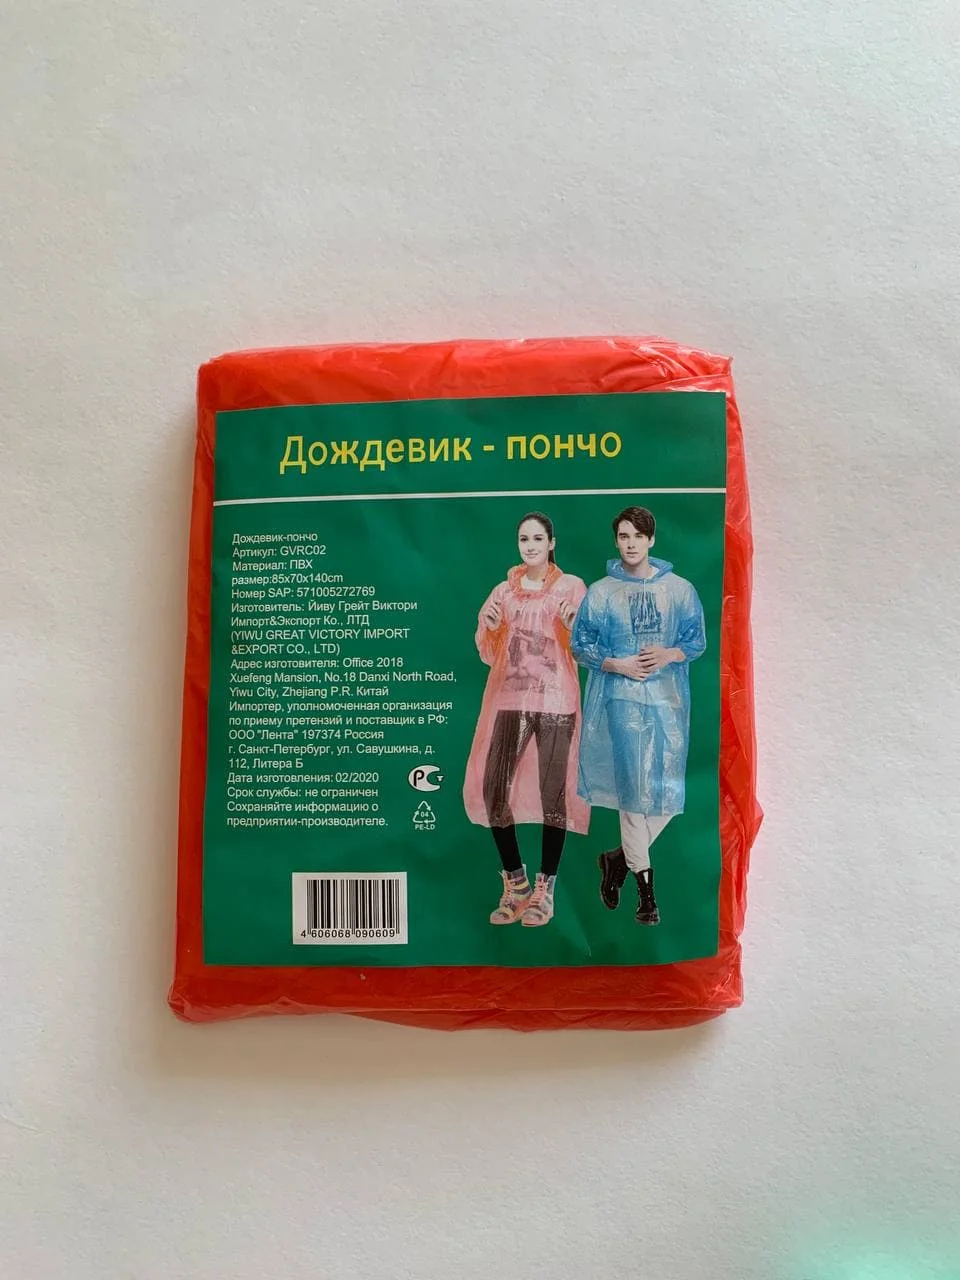 Дождевик - пончо
Дождевик-пончо
Артикул: GVRC02
Материал: ПВХ
размер:85x70x140cm
Номер SAP: 571005272769
Изготовитель: Йиву Грейт Виктори
Импорт&Экспорт Ко., ЛТД
(YIWU GREAT VICTORY IMPORT
&EXPORT CO., LTD)
Адрес изготовителя: Office 2018
Xuefeng Mansion, No.18 Danxi North Road,
Yiwu City, Zhejiang P.R. Китай
Импортер, уполномоченная организация
по приему претензий и поставщик в РФ:
ООО "Лента" 197374 Россия
г. Санкт-Петербург, ул. Савушкина, д.
112, Литера Б
Дата изготовления: 02/2020
Срок службы: не ограничен
Сохраняйте информацию о
предприятии-производителе.
РСТ
04
PE-LD
4 606068 090609